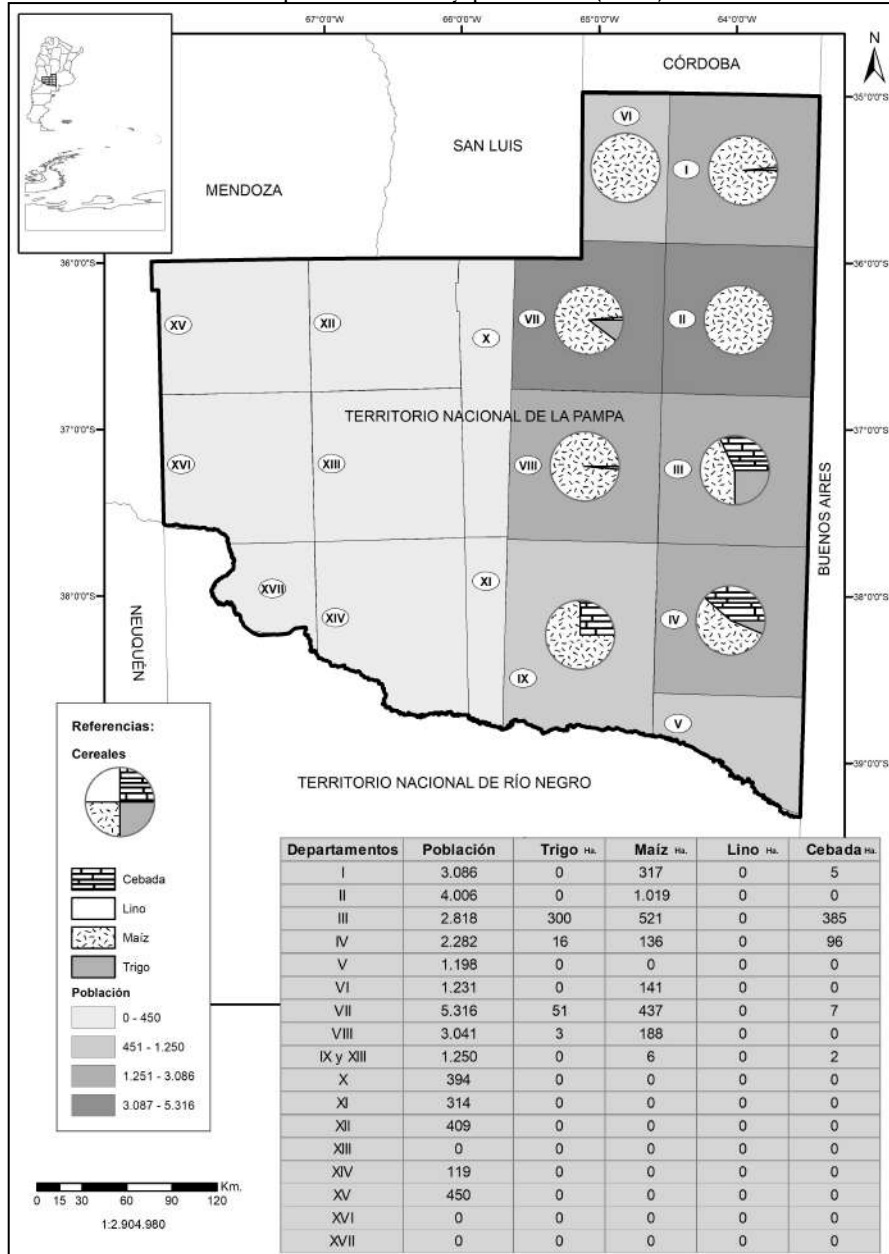 N
CÓRDOBA
67°0'0"O
66°0'0"O
65°0'0"O
64°0'0"O
35°0'0"S
35°0'0"S
SAN LUIS
MENDOZA
VI
I
36°0'0"S
36°0'0"S
XV
XII
X
VII
II
TERRITORIO NACIONAL DE LA PAMPA
37°0'0"S
37°0'0"S
XVI
XIII
VIII
III
BUENOS AIRES
38°0'0"S
38°0'0"S
XVII
XIV
XI
IX
IV
V
NEUQUÉN
39°0'0"S
TERRITORIO NACIONAL DE RÍO NEGRO
Referencias:
Cereales
Cebada
Lino
Maíz
Trigo
Población
0 - 450
451 - 1.250
1.251 - 3.086
3.087 - 5.316
Departamentos Población Trigo Ha. Maíz Ha. Lino Ha. Cebada Ha.
I 3.086 0 317 0 5
II 4.006 0 1.019 0 0
III 2.818 300 521 0 385
IV 2.282 16 136 0 96
V 1.198 0 0 0 0
VI 1.231 0 141 0 0
VII 5.316 51 437 0 7
VIII 3.041 3 188 0 0
IX y XIII 1.250 0 6 0 2
X 394 0 0 0 0
XI 314 0 0 0 0
XII 409 0 0 0 0
XIII 0 0 0 0 0
XIV 119 0 0 0 0
XV 450 0 0 0 0
XVI 0 0 0 0 0
XVII 0 0 0 0 0
Km.
0 15 30 60 90 120
1:2.904.980